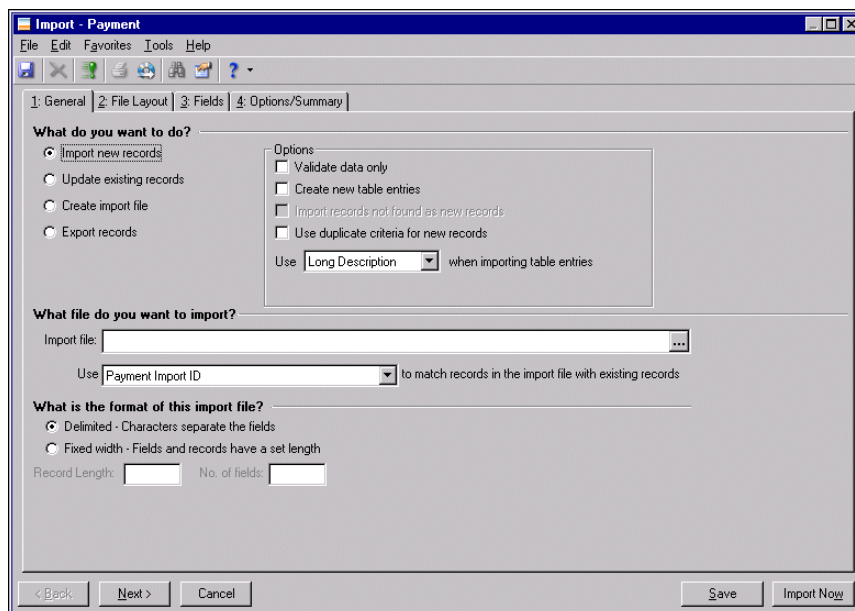 Import - Payment
File Edit Favorites Tools Help
1: General 2: File Layout 3: Fields 4: Options/Summary
What do you want to do?
Import new records
Update existing records
Create import file
Export records
Options
Validate data only
Create new table entries
Import records not found as new records
Use duplicate criteria for new records
Use Long Description when importing table entries
What file do you want to import?
Import file: ...
Use Payment Import ID to match records in the import file with existing records
What is the format of this import file?
Delimited - Characters separate the fields
Fixed width - Fields and records have a set length
Record Length: No. of fields:
< Back Next > Cancel Save Import Now